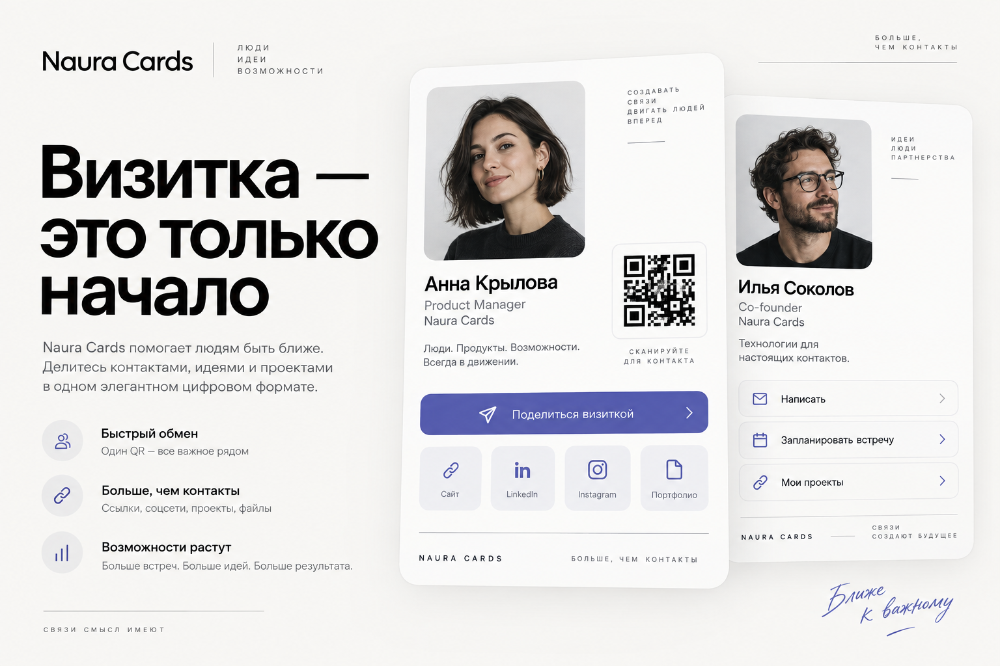 Naura Cards
ЛЮДИ
ИДЕИ
ВОЗМОЖНОСТИ
БОЛЬШЕ,
ЧЕМ КОНТАКТЫ
Визитка —
это только
начало
Naura Cards помогает людям быть ближе.
Делитесь контактами, идеями и проектами
в одном элегантном цифровом формате.
Быстрый обмен
Один QR — все важное рядом
Больше, чем контакты
Ссылки, соцсети, проекты, файлы
Возможности растут
Больше встреч. Больше идей. Больше результата.
СВЯЗИ СМЫСЛ ИМЕЮТ
СОЗДАВАТЬ
СВЯЗИ
ДВИГАТЬ ЛЮДЕЙ
ВПЕРЕД
Анна Крылова
Product Manager
Naura Cards
Люди. Продукты. Возможности.
Всегда в движении.
СКАНИРУЙТЕ
ДЛЯ КОНТАКТА
Поделиться визиткой
Сайт
LinkedIn
Instagram
Портфолио
NAURA CARDS
БОЛЬШЕ, ЧЕМ КОНТАКТЫ
ИДЕИ
ЛЮДИ
ПАРТНЕРСТВА
Илья Соколов
Co-founder
Naura Cards
Технологии для
настоящих контактов.
Написать
Запланировать встречу
Мои проекты
NAURA CARDS
СВЯЗИ
СОЗДАЮТ БУДУЩЕЕ
Ближе
к важному